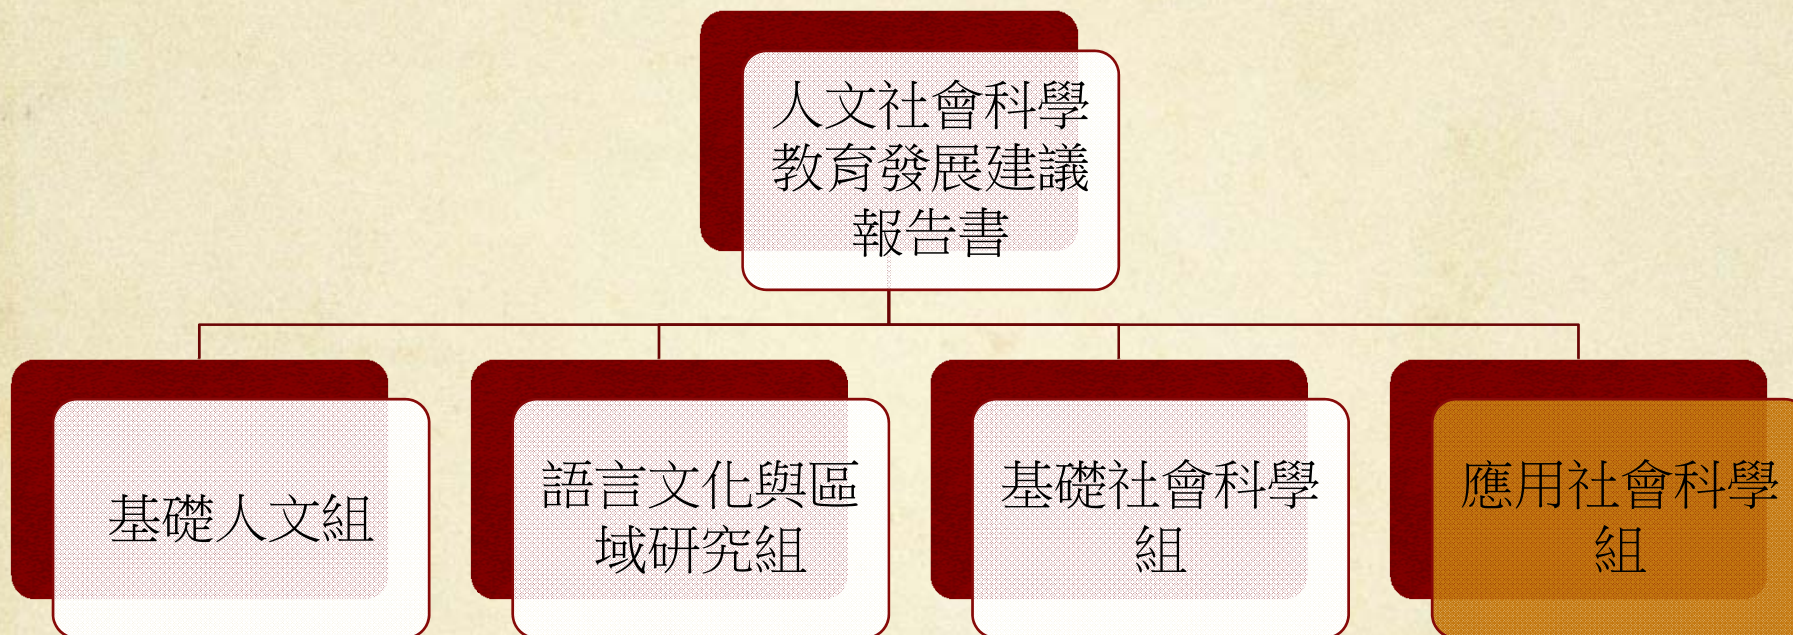 人文社會科學
教育發展建議
報告書
基礎人文組
語言文化與區
域研究組
基礎社會科學
組
應用社會科學
組